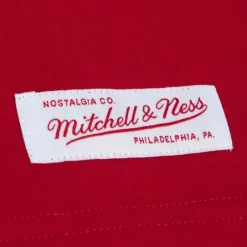 NOSTALGIA CO.
Mitchell & Ness
PHILADELPHIA, PA.